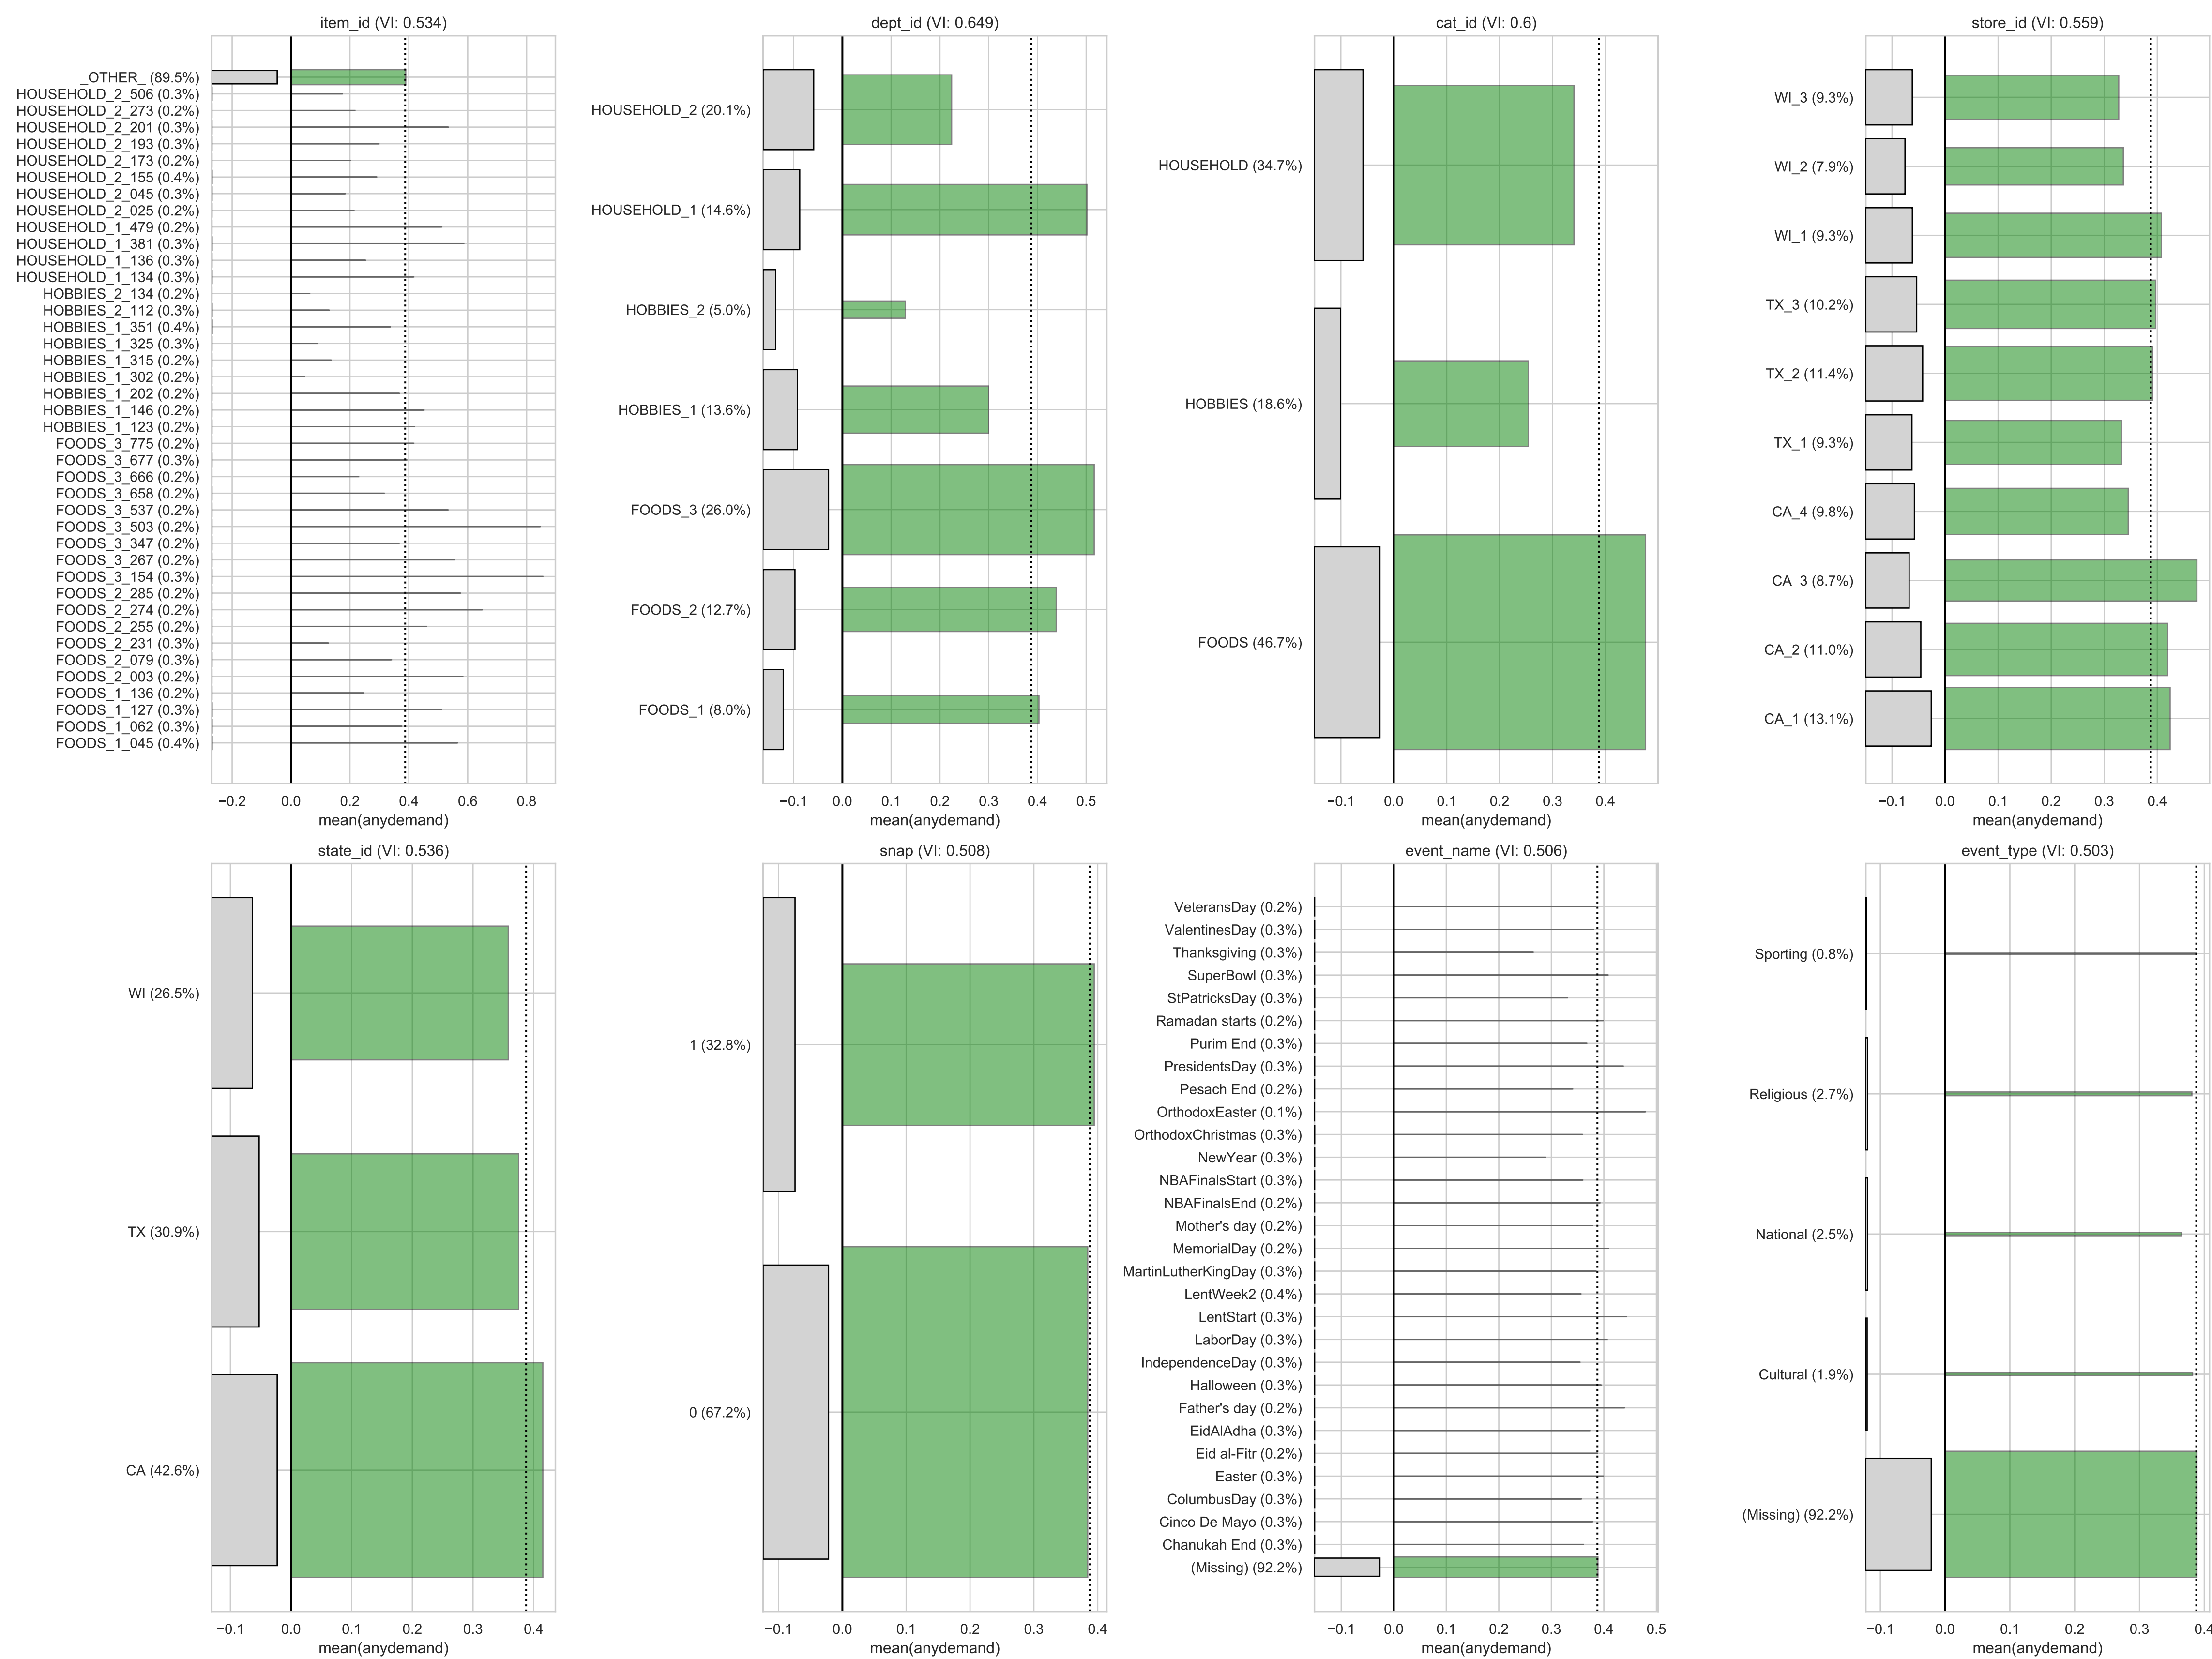 item_id (VI: 0.534)
_OTHER_ (89.5%)
HOUSEHOLD_2_506 (0.3%)
HOUSEHOLD_2_273 (0.2%)
HOUSEHOLD_2_201 (0.3%)
HOUSEHOLD_2_193 (0.3%)
HOUSEHOLD_2_173 (0.2%)
HOUSEHOLD_2_155 (0.4%)
HOUSEHOLD_2_045 (0.3%)
HOUSEHOLD_2_025 (0.2%)
HOUSEHOLD_1_479 (0.2%)
HOUSEHOLD_1_381 (0.3%)
HOUSEHOLD_1_136 (0.3%)
HOUSEHOLD_1_134 (0.3%)
HOBBIES_2_134 (0.2%)
HOBBIES_2_112 (0.3%)
HOBBIES_1_351 (0.4%)
HOBBIES_1_325 (0.3%)
HOBBIES_1_315 (0.2%)
HOBBIES_1_302 (0.2%)
HOBBIES_1_202 (0.2%)
HOBBIES_1_146 (0.2%)
HOBBIES_1_123 (0.2%)
FOODS_3_775 (0.2%)
FOODS_3_677 (0.3%)
FOODS_3_666 (0.2%)
FOODS_3_658 (0.2%)
FOODS_3_537 (0.2%)
FOODS_3_503 (0.2%)
FOODS_3_347 (0.2%)
FOODS_3_267 (0.2%)
FOODS_3_154 (0.3%)
FOODS_2_285 (0.2%)
FOODS_2_274 (0.2%)
FOODS_2_255 (0.2%)
FOODS_2_231 (0.3%)
FOODS_2_079 (0.3%)
FOODS_2_003 (0.3%)
FOODS_1_136 (0.2%)
FOODS_1_127 (0.3%)
FOODS_1_062 (0.3%)
FOODS_1_045 (0.4%)
−0.2 0.0 0.2 0.4 0.6 0.8
mean(anydemand)
dept_id (VI: 0.649)
HOUSEHOLD_2 (20.1%)
HOUSEHOLD_1 (14.6%)
HOBBIES_2 (5.0%)
HOBBIES_1 (13.6%)
FOODS_3 (26.0%)
FOODS_2 (12.7%)
FOODS_1 (8.0%)
−0.1 0.0 0.1 0.2 0.3 0.4 0.5
mean(anydemand)
cat_id (VI: 0.6)
HOUSEHOLD (34.7%)
HOBBIES (18.6%)
FOODS (46.7%)
−0.1 0.0 0.1 0.2 0.3 0.4
mean(anydemand)
store_id (VI: 0.559)
WI_3 (9.3%)
WI_2 (7.9%)
WI_1 (9.3%)
TX_3 (10.2%)
TX_2 (11.4%)
TX_1 (9.3%)
CA_4 (9.8%)
CA_3 (8.7%)
CA_2 (11.0%)
CA_1 (13.1%)
−0.1 0.0 0.1 0.2 0.3 0.4
mean(anydemand)
state_id (VI: 0.536)
WI (26.5%)
TX (30.9%)
CA (42.6%)
−0.1 0.0 0.1 0.2 0.3 0.4
mean(anydemand)
snap (VI: 0.508)
1 (32.8%)
0 (67.2%)
−0.1 0.0 0.1 0.2 0.3 0.4
mean(anydemand)
event_name (VI: 0.506)
VeteransDay (0.2%)
ValentinesDay (0.3%)
Thanksgiving (0.3%)
SuperBowl (0.3%)
StPatricksDay (0.3%)
Ramadan starts (0.2%)
Purim End (0.3%)
PresidentsDay (0.3%)
Pesach End (0.2%)
OrthodoxEaster (0.1%)
OrthodoxChristmas (0.3%)
NewYear (0.3%)
NBAFinalsStart (0.3%)
NBAFinalsEnd (0.2%)
Mother's day (0.2%)
MemorialDay (0.2%)
MartinLutherKingDay (0.3%)
LentWeek2 (0.4%)
LentStart (0.3%)
LaborDay (0.3%)
IndependenceDay (0.3%)
Halloween (0.3%)
Father's day (0.2%)
EidAlAdha (0.3%)
Eid al-Fitr (0.2%)
Easter (0.3%)
ColumbusDay (0.3%)
Cinco De Mayo (0.3%)
Chanukah End (0.3%)
(Missing) (92.2%)
−0.1 0.0 0.1 0.2 0.3 0.4 0.5
mean(anydemand)
event_type (VI: 0.503)
Sporting (0.8%)
Religious (2.7%)
National (2.5%)
Cultural (1.9%)
(Missing) (92.2%)
−0.1 0.0 0.1 0.2 0.3
mean(anydemand)